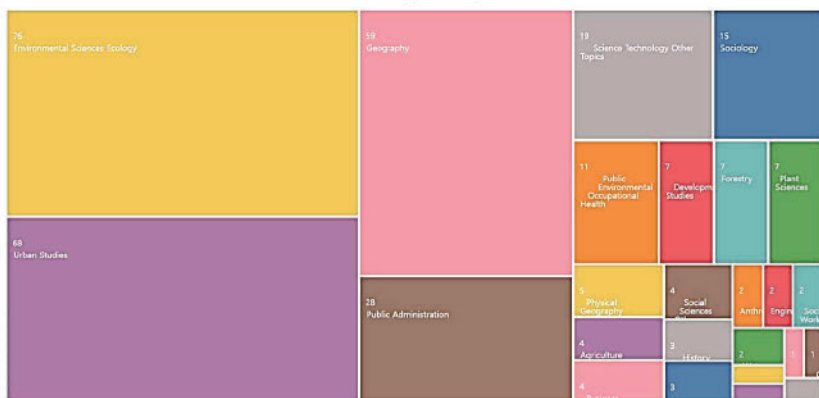 76
Environmental Sciences Ecology
59
Geography
19
Science Technology Other
Topics
15
Sociology
11
Public
Environmental
Occupational
Health
7
Developm
Studies
7
Forestry
7
Plant
Sciences
68
Urban Studies
28
Public Administration
5
Physical
Geography
4
Social
Sciences
2
Anthr
2
Engin
2
Soci
Work
4
Agriculture
3
History
2
1
1
4
3